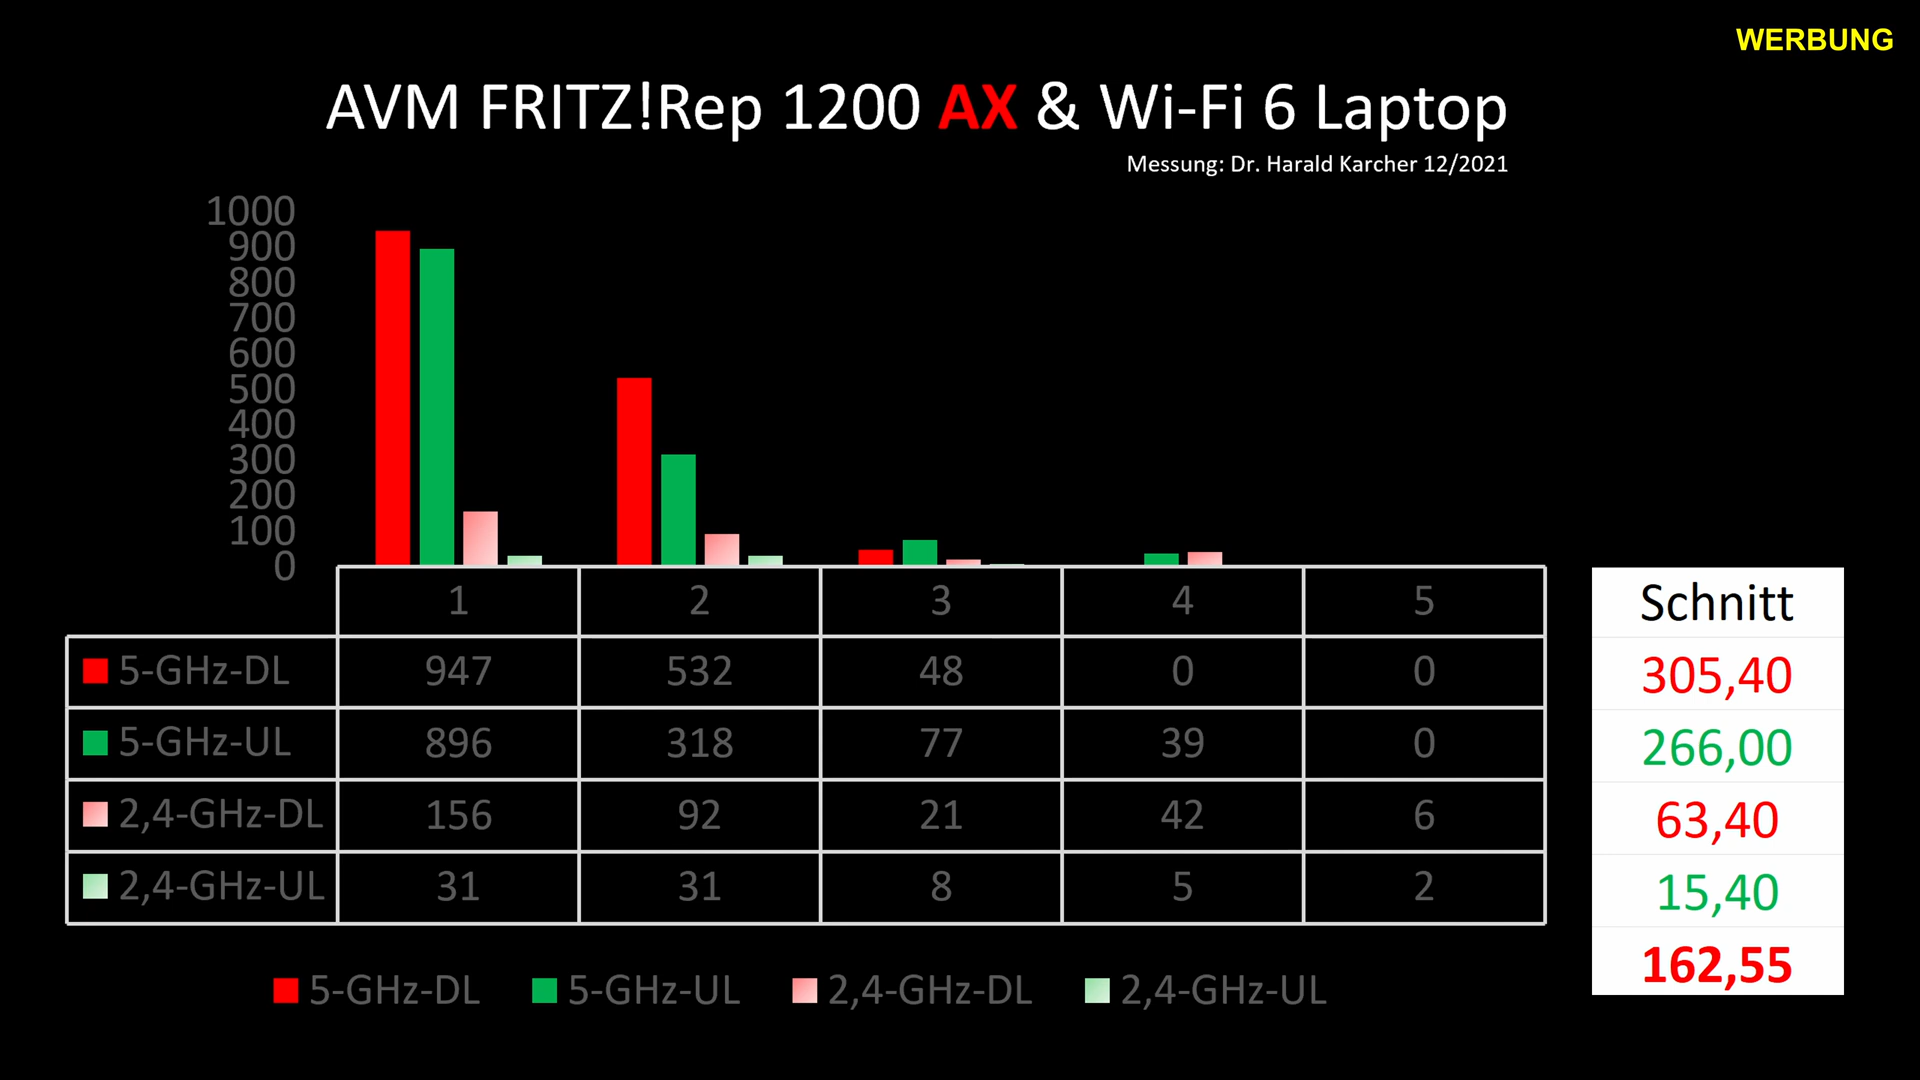 WERBUNG
AVM FRITZ!Rep 1200 AX & Wi-Fi 6 Laptop
Messung: Dr. Harald Karcher 12/2021
1000
900
800
700
600
500
400
300
200
100
0
1 2 3 4 5 Schnitt
5-GHz-DL 947 532 48 0 0 305,40
5-GHz-UL 896 318 77 39 0 266,00
2,4-GHz-DL 156 92 21 42 6 63,40
2,4-GHz-UL 31 31 8 5 2 15,40
162,55
5-GHz-DL 5-GHz-UL 2,4-GHz-DL 2,4-GHz-UL